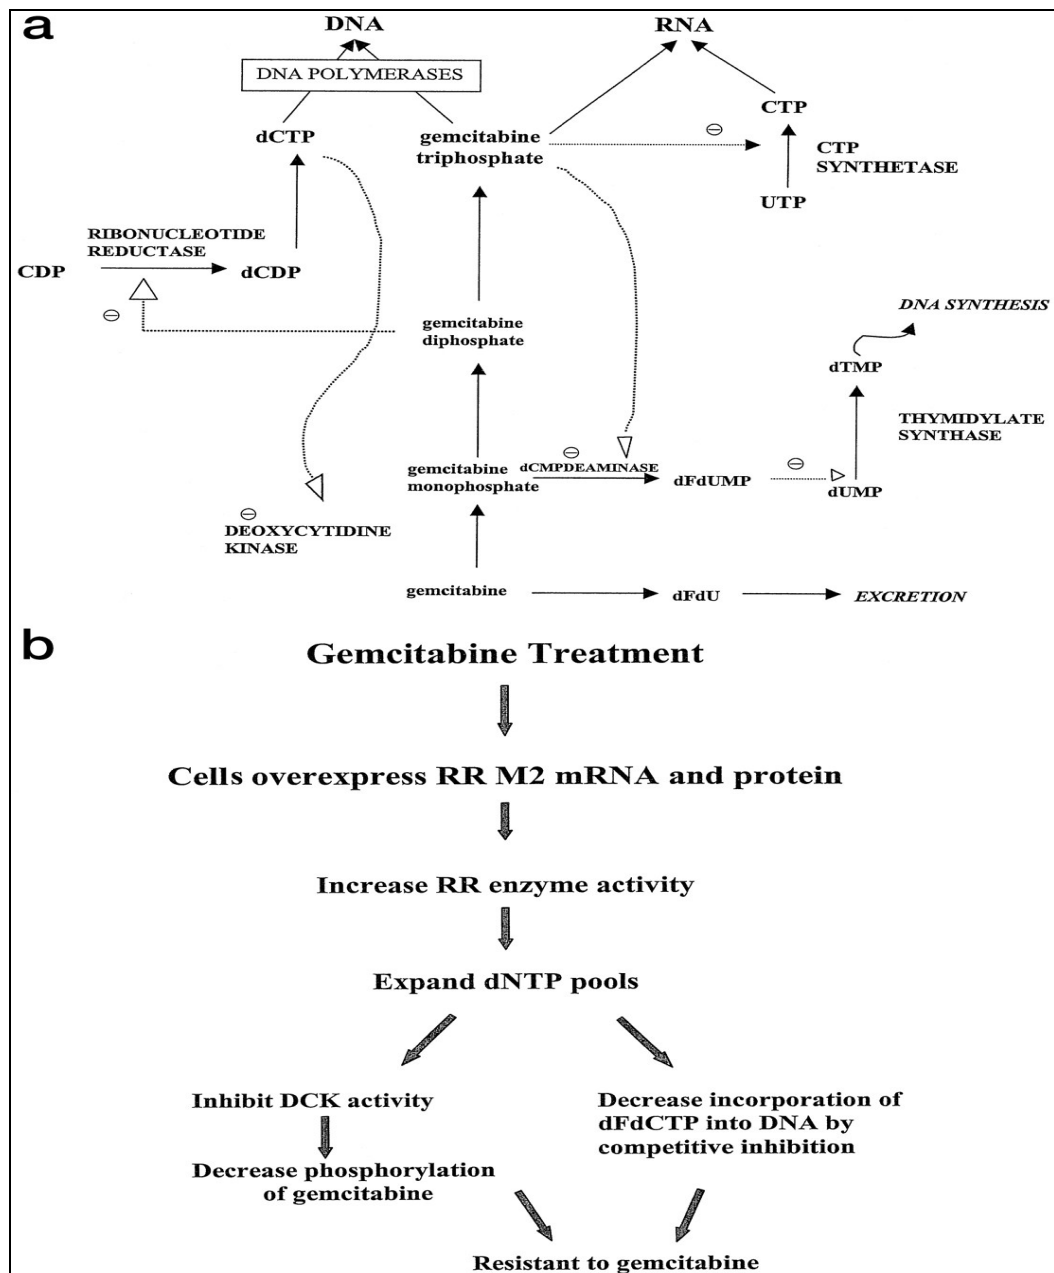 a
DNA
RNA
DNA POLYMERASES
CTP
dCTP
gemcitabine
triphosphate
⊖
CTP
SYNTHETASE
UTP
RIBONUCLEOTIDE
REDUCTASE
CDP
dCDP
⊖
gemcitabine
diphosphate
DNA SYNTHESIS
dTMP
THYMIDYLATE
SYNTHASE
⊖
⊖
gemcitabine
monophosphate
dCMPDEAMINASE
dFdUMP
dUMP
⊖
DEOXYCYTIDINE
KINASE
gemcitabine
dFdU
EXCRETION
b
Gemcitabine Treatment
Cells overexpress RR M2 mRNA and protein
Increase RR enzyme activity
Expand dNTP pools
Inhibit DCK activity
Decrease phosphorylation
of gemcitabine
Decrease incorporation of
dFdCTP into DNA by
competitive inhibition
Resistant to gemcitabine